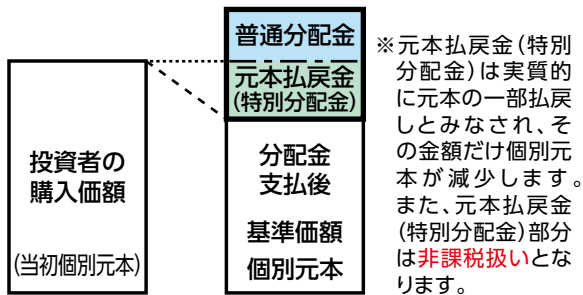 普通分配金
元本払戻金
(特別分配金)
投資者の
購入価額
(当初個別元本)
分配金
支払後
基準価額
個別元本
※元本払戻金(特別
分配金)は実質的
に元本の一部払戻
しとみなされ、そ
の金額だけ個別元
本が減少します。
また、元本払戻金
(特別分配金)部分
は非課税扱いとな
ります。